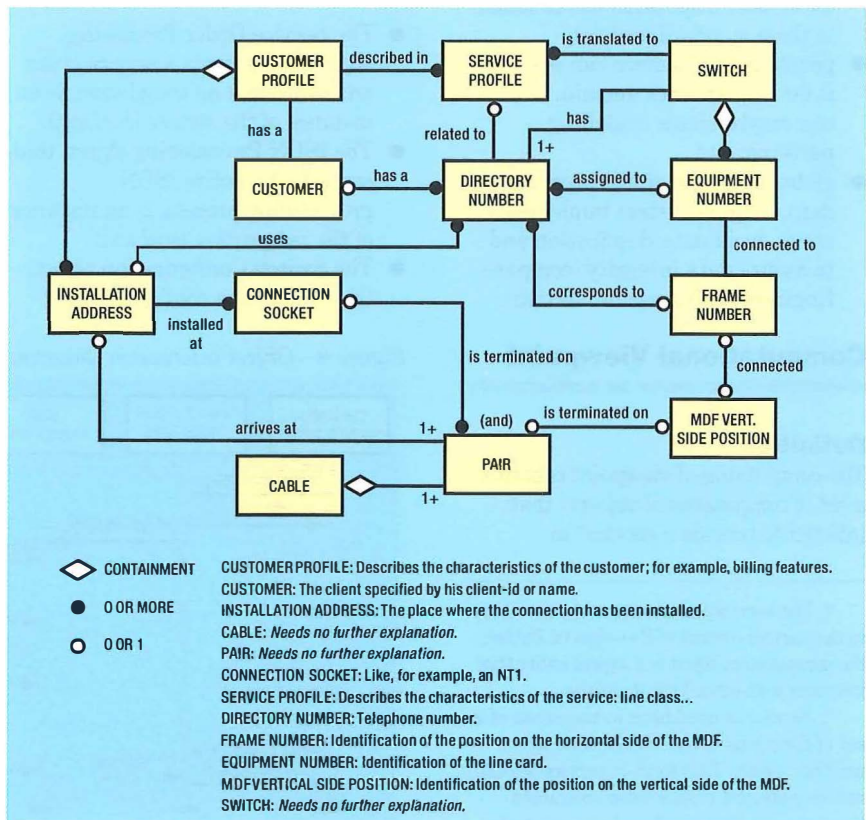 CUSTOMER
PROFILE
described in
SERVICE
PROFILE
is translated to
SWITCH
has a
related to
has
1+
CUSTOMER
has a
DIRECTORY
NUMBER
assigned to
EQUIPMENT
NUMBER
uses
connected to
INSTALLATION
ADDRESS
installed
at
CONNECTION
SOCKET
corresponds to
FRAME
NUMBER
is terminated on
connected
arrives at
1+
(and)
is terminated on
MDF VERT.
SIDE POSITION
CABLE
1+
PAIR
CONTAINMENT
0 OR MORE
0 OR 1
CUSTOMER PROFILE: Describes the characteristics of the customer; for example, billing features.
CUSTOMER: The client specified by his client-id or name.
INSTALLATION ADDRESS: The place where the connection has been installed.
CABLE: Needs no further explanation.
PAIR: Needs no further explanation.
CONNECTION SOCKET: Like, for example, an NT1.
SERVICE PROFILE: Describes the characteristics of the service: line class...
DIRECTORY NUMBER: Telephone number.
FRAME NUMBER: Identification of the position on the horizontal side of the MDF.
EQUIPMENT NUMBER: Identification of the line card.
MDF VERTICAL SIDE POSITION: Identification of the position on the vertical side of the MDF.
SWITCH: Needs no further explanation.